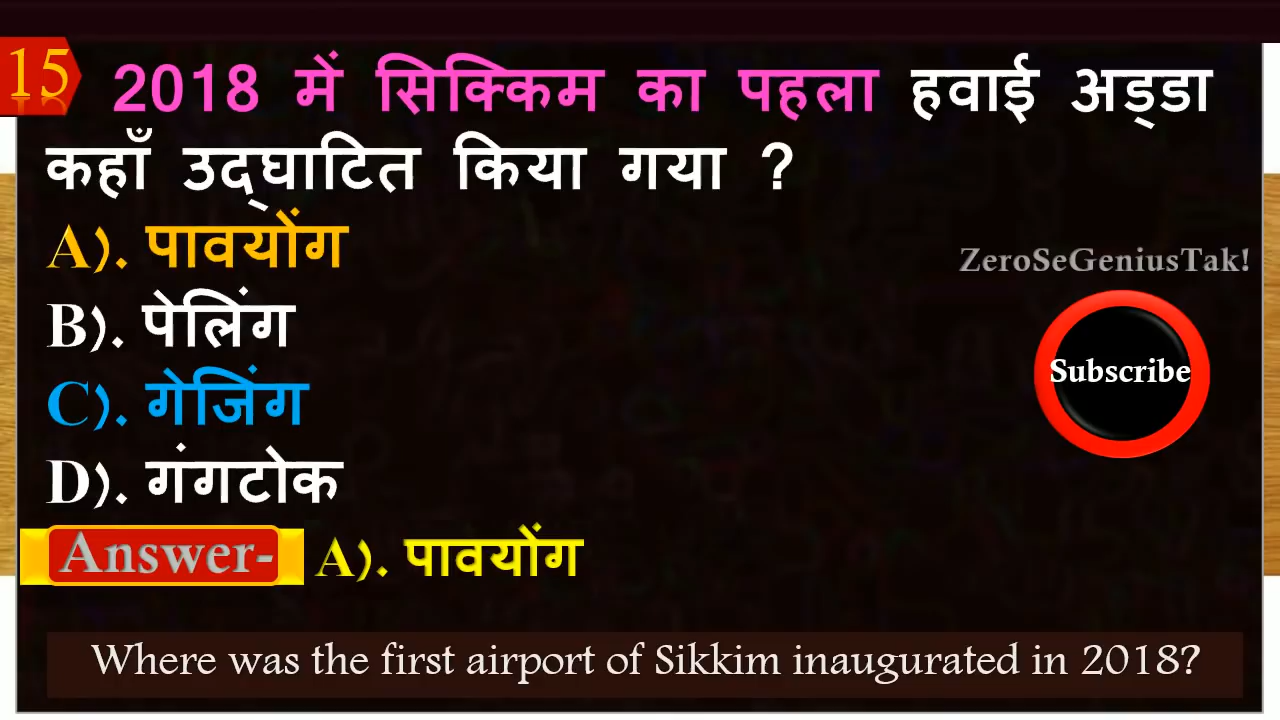 15
2018 में सिक्किम का पहला हवाई अड्डा
कहाँ उद्घाटित किया गया ?
A). पावयोंग
B). पेलिंग
C). गेजिंग
D). गंगटोक
ZeroSeGeniusTak!
Subscribe
Answer- A). पावयोंग
Where was the first airport of Sikkim inaugurated in 2018?